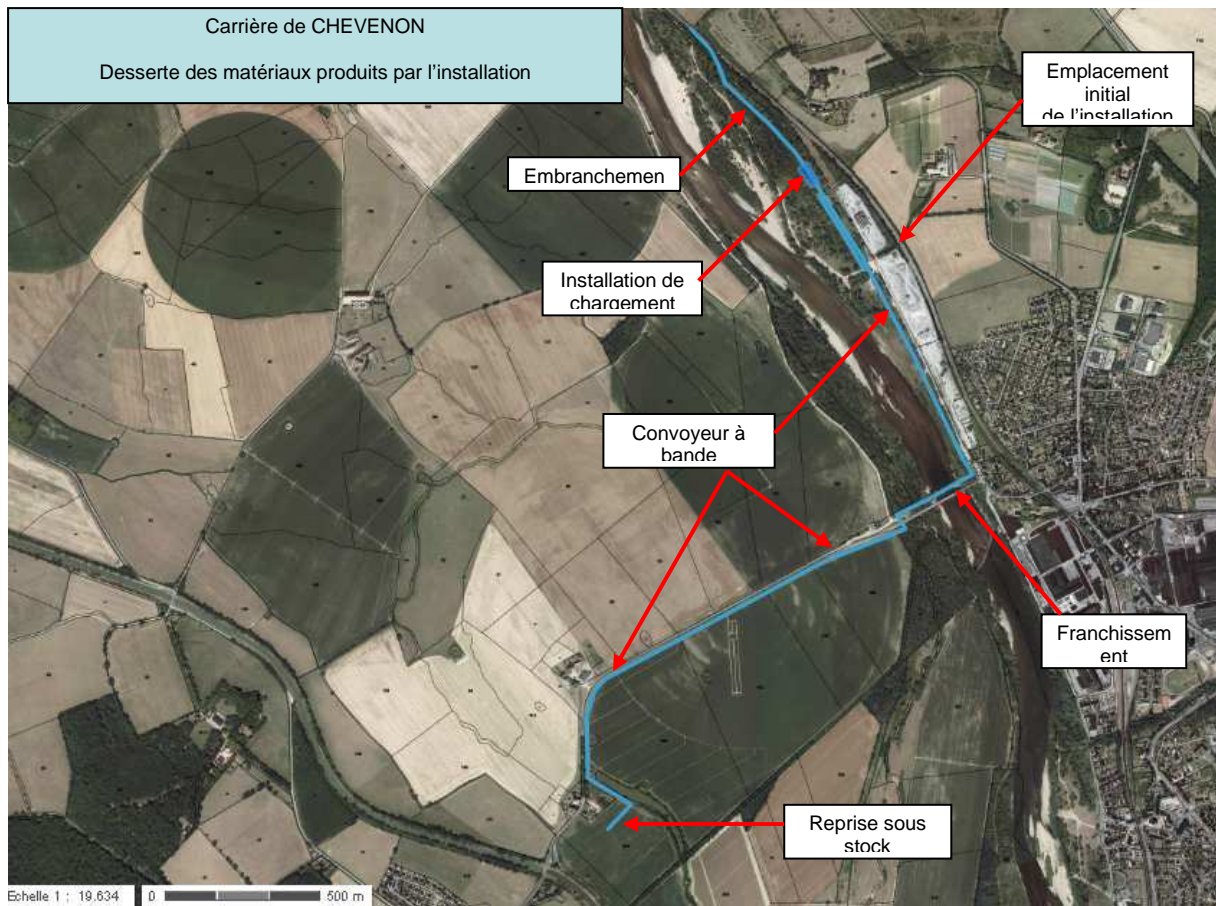 Carrière de CHEVENON
Desserte des matériaux produits par l'installation
Emplacement
initial
de l'installation
Embranchemen
Installation de
chargement
Convoyeur à
bande
Franchissem
ent
Reprise sous
stock
Echelle 1 : 19.634 0 500 m